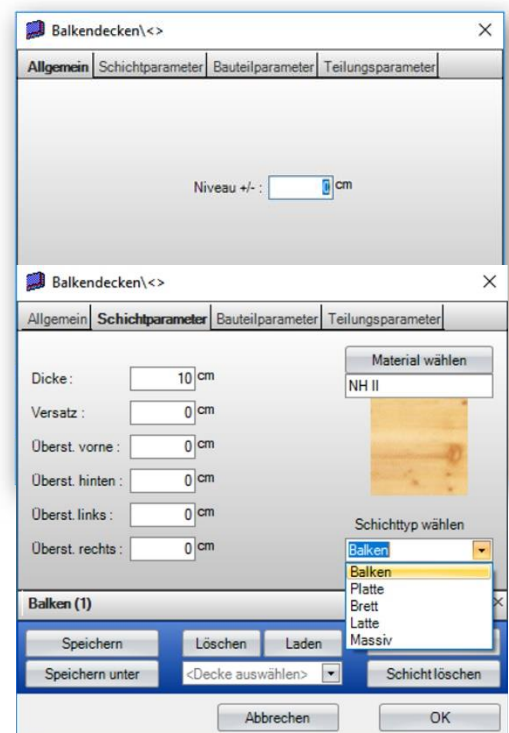 Balkendecken\<>
Allgemein Schichtparameter Bauteilparameter Teilungsparameter
Niveau +/- : 0 cm
Balkendecken\<>
Allgemein Schichtparameter Bauteilparameter Teilungsparameter
Material wählen
Dicke : 10 cm
NH II
Versatz : 0 cm
Überst. vorne : 0 cm
Überst. hinten : 0 cm
Überst. links : 0 cm
Schichttyp wählen
Überst. rechts : 0 cm
Balken
Balken
Platte
Brett
Latte
Massiv
Balken (1)
Speichern Löschen Laden
Speichern unter <Decke auswählen> Schicht löschen
Abbrechen OK